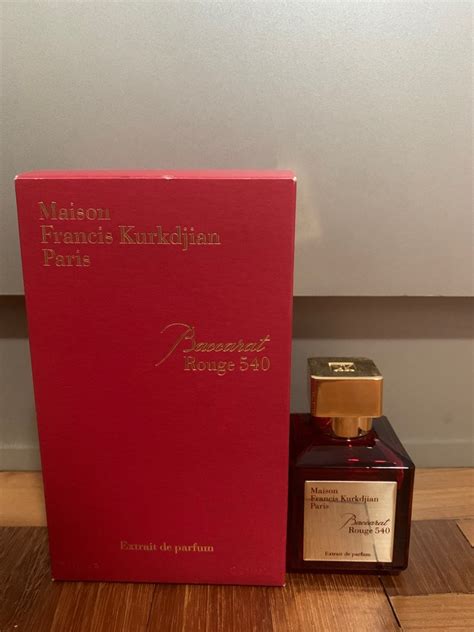 Maison
Francis Kurkdjian
Paris
Baccarat
Rouge 540
Extrait de parfum
Maison
Francis Kurkdjian
Paris
Baccarat
Rouge 540
Extrait de parfum